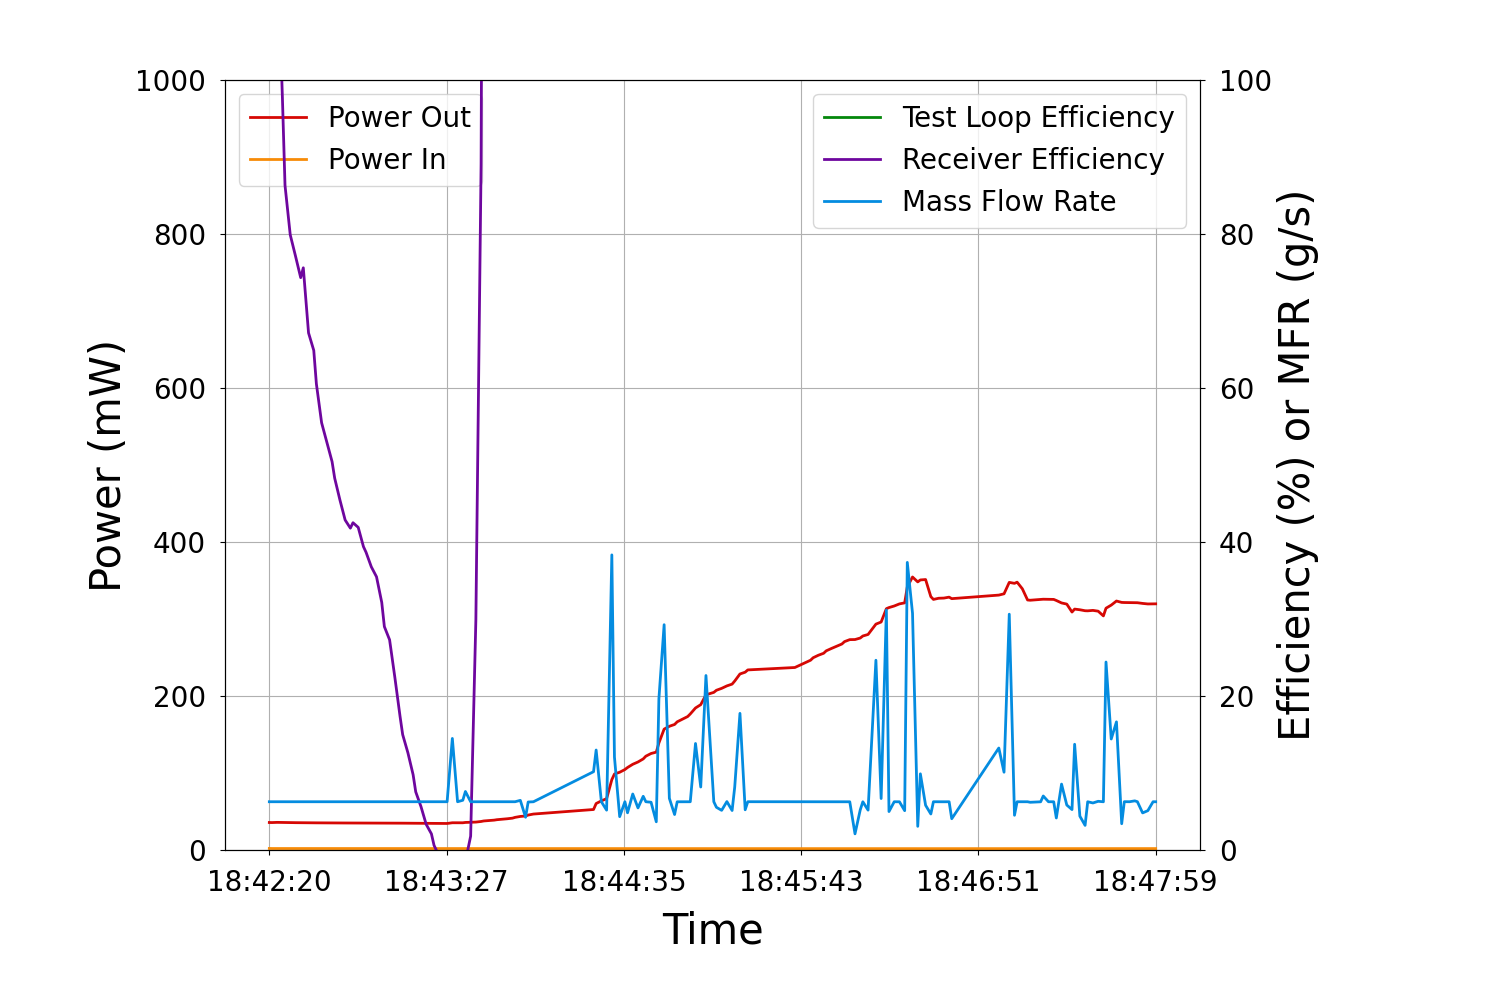 1000
800
600
400
200
0
Power (mW)
Power Out
Power In
Test Loop Efficiency
Receiver Efficiency
Mass Flow Rate
100
80
60
40
20
0
Efficiency (%) or MFR (g/s)
18:42:20
18:43:27
18:44:35
18:45:43
18:46:51
18:47:59
Time